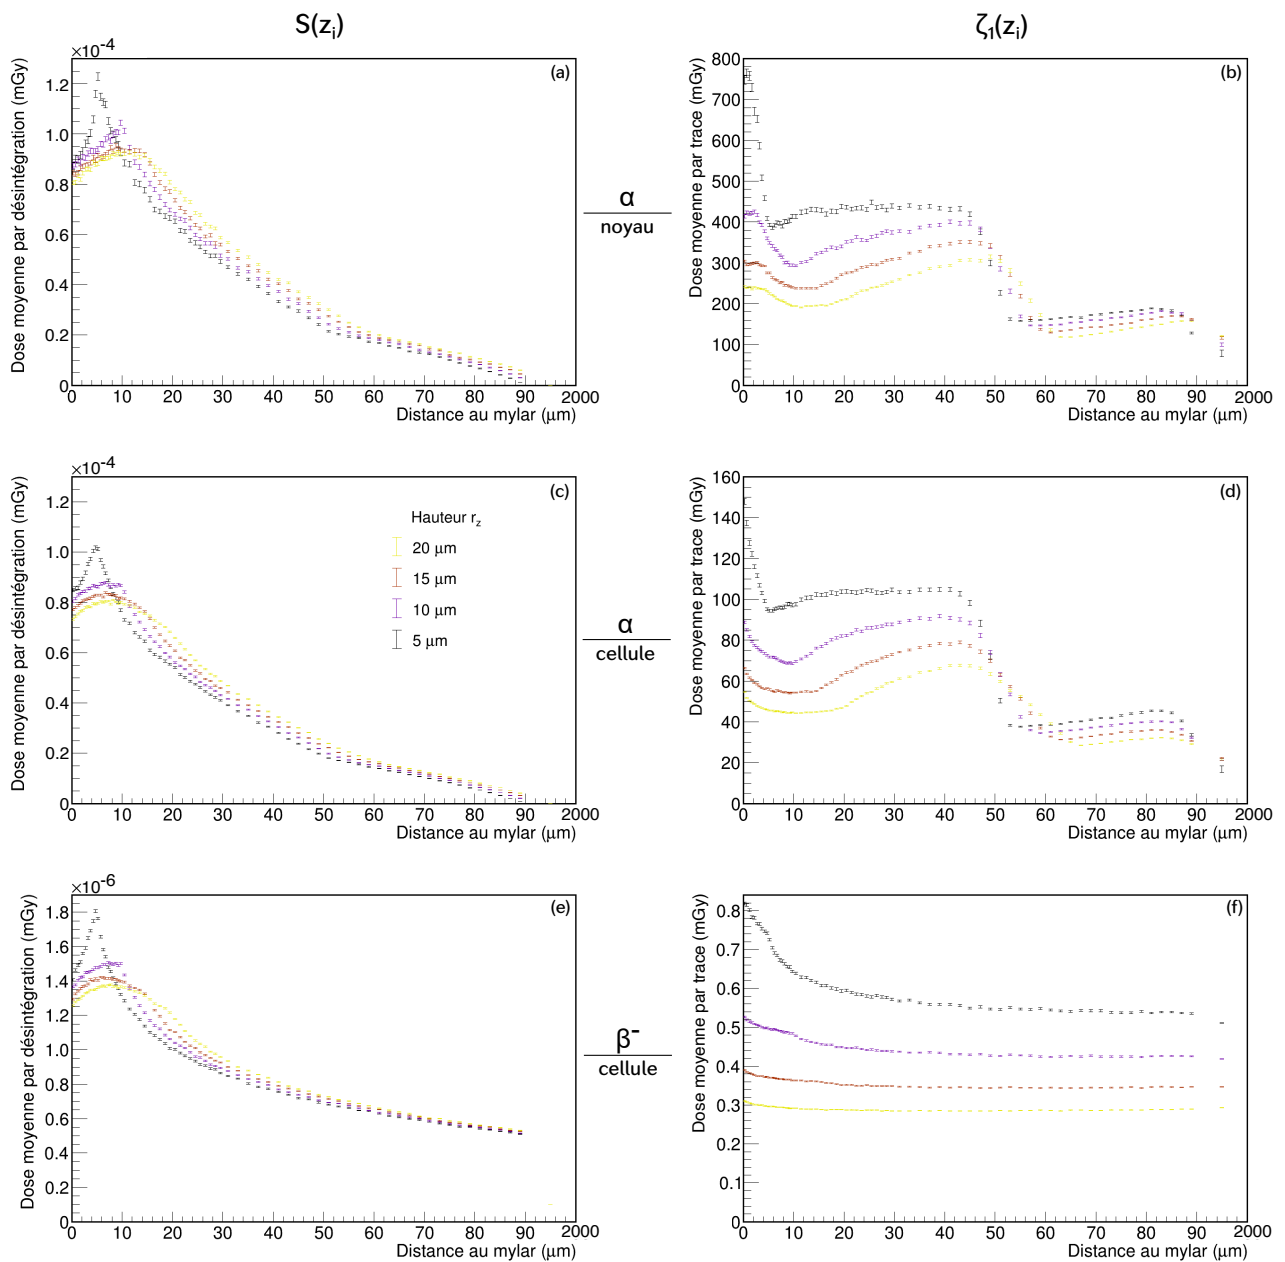 S(zi)
ζ1(zi)
×10-4
Dose moyenne par désintégration (mGy)
1.2
1.0
0.8
0.6
0.4
0.2
0
(a)
0 10 20 30 40 50 60 70 80 90 2000
Distance au mylar (μm)
α
noyau
Dose moyenne par trace (mGy)
800
700
600
500
400
300
200
100
0
(b)
0 10 20 30 40 50 60 70 80 90 2000
Distance au mylar (μm)
×10-4
Dose moyenne par désintégration (mGy)
1.2
1.0
0.8
0.6
0.4
0.2
0
(c)
Hauteur rz
20 μm
15 μm
10 μm
5 μm
0 10 20 30 40 50 60 70 80 90 2000
Distance au mylar (μm)
α
cellule
Dose moyenne par trace (mGy)
160
140
120
100
80
60
40
20
0
(d)
0 10 20 30 40 50 60 70 80 90 2000
Distance au mylar (μm)
×10-6
Dose moyenne par désintégration (mGy)
1.8
1.6
1.4
1.2
1.0
0.8
0.6
0.4
0.2
0
(e)
0 10 20 30 40 50 60 70 80 90 2000
Distance au mylar (μm)
β-
cellule
Dose moyenne par trace (mGy)
0.8
0.7
0.6
0.5
0.4
0.3
0.2
0.1
0
(f)
0 10 20 30 40 50 60 70 80 90 2000
Distance au mylar (μm)